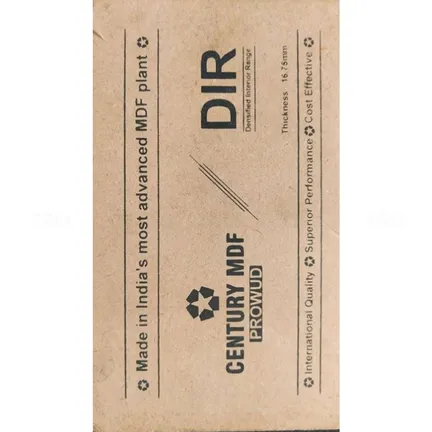 Made in India's most advanced MDF plant
CENTURY MDF
PROWUD
DIR
Densified Interior Range
Thickness 16.75mm
International Quality Superior Performance Cost Effective